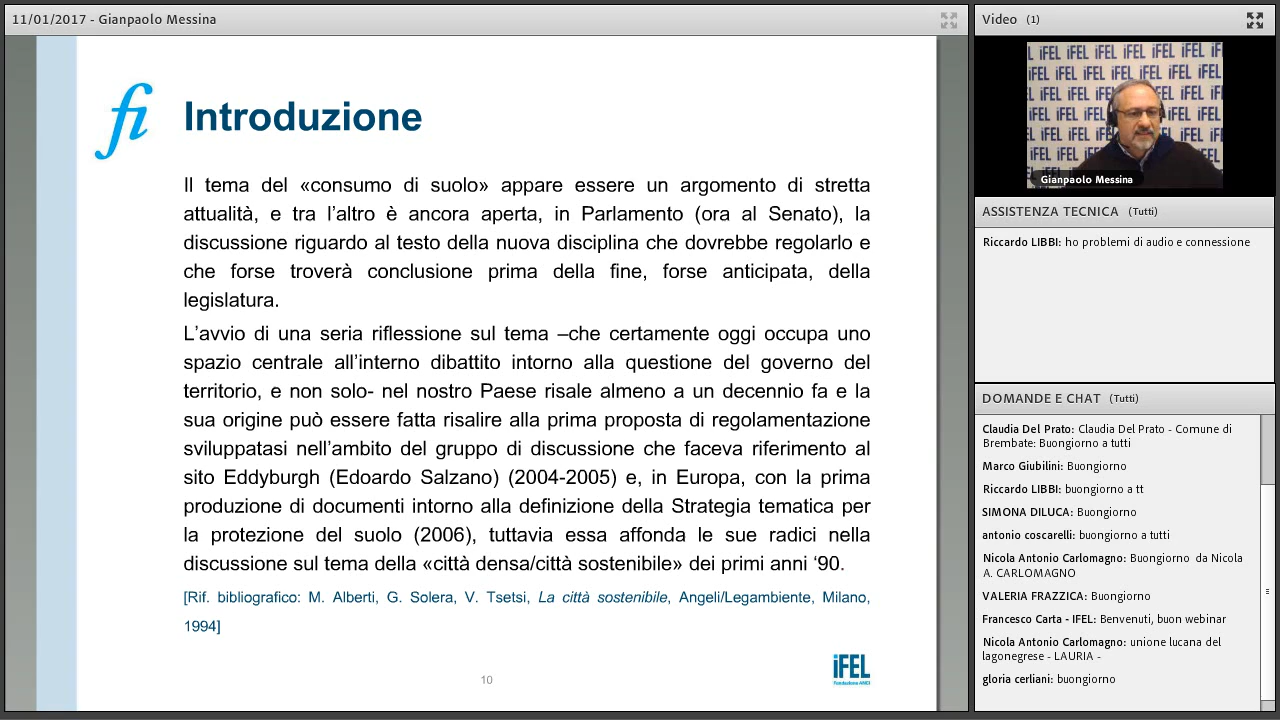 11/01/2017 - Gianpaolo Messina
fi
Introduzione
Il tema del «consumo di suolo» appare essere un argomento di stretta
attualità, e tra l’altro è ancora aperta, in Parlamento (ora al Senato), la
discussione riguardo al testo della nuova disciplina che dovrebbe regolarlo e
che forse troverà conclusione prima della fine, forse anticipata, della
legislatura.
L’avvio di una seria riflessione sul tema –che certamente oggi occupa uno
spazio centrale all’interno dibattito intorno alla questione del governo del
territorio, e non solo- nel nostro Paese risale almeno a un decennio fa e la
sua origine può essere fatta risalire alla prima proposta di regolamentazione
sviluppatasi nell’ambito del gruppo di discussione che faceva riferimento al
sito Eddyburgh (Edoardo Salzano) (2004-2005) e, in Europa, con la prima
produzione di documenti intorno alla definizione della Strategia tematica per
la protezione del suolo (2006), tuttavia essa affonda le sue radici nella
discussione sul tema della «città densa/città sostenibile» dei primi anni ‘90.
[Rif. bibliografico: M. Alberti, G. Solera, V. Tsetsi, La città sostenibile, Angeli/Legambiente, Milano,
1994]
10
iFEL
Fondazione ANCI
Video (1)
iFEL
Gianpaolo Messina
ASSISTENZA TECNICA (Tutti)
Riccardo LIBBI: ho problemi di audio e connessione
DOMANDE E CHAT (Tutti)
Claudia Del Prato: Claudia Del Prato - Comune di
Brembate: Buongiorno a tutti
Marco Giubilini: Buongiorno
Riccardo LIBBI: buongiorno a tt
SIMONA DILUCA: Buongiorno
antonio coscarelli: buongiorno a tutti
Nicola Antonio Carlomagno: Buongiorno da Nicola
A. CARLOMAGNO
VALERIA FRAZZICA: Buongiorno
Francesco Carta - IFEL: Benvenuti, buon webinar
Nicola Antonio Carlomagno: unione lucana del
lagonegrese - LAURIA -
gloria cerliani: buongiorno